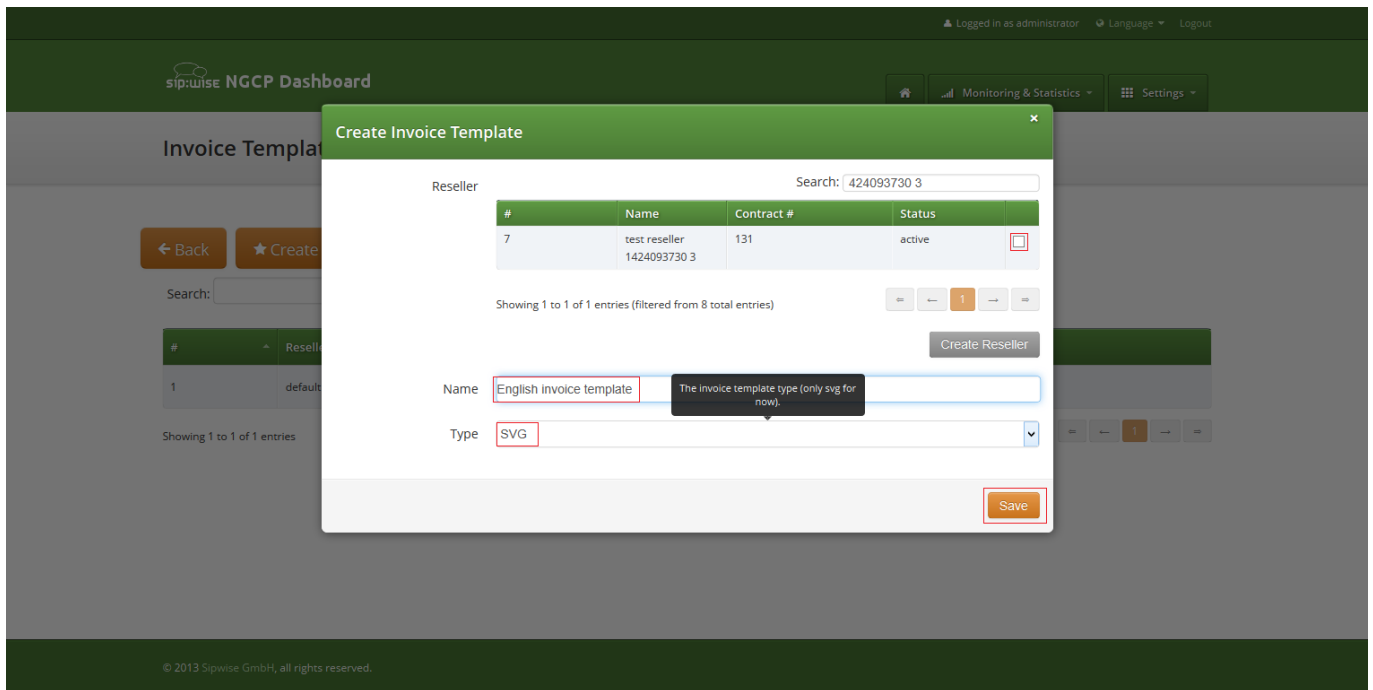 Logged in as administrator Language Logout
sip:wise NGCP Dashboard
Monitoring & Statistics Settings
Create Invoice Template ×
Invoice Templat
Reseller Search: 424093730 3
# Name Contract # Status
7 test reseller 131 active
1424093730 3
Back Create
Search:
Showing 1 to 1 of 1 entries (filtered from 8 total entries) ⇐ ← 1 → ⇒
Create Reseller
# Reselle
1 default
Name English invoice template
The invoice template type (only svg for
now).
Showing 1 to 1 of 1 entries ⇐ ← 1 → ⇒
Type SVG
Save
© 2013 Sipwise GmbH, all rights reserved.